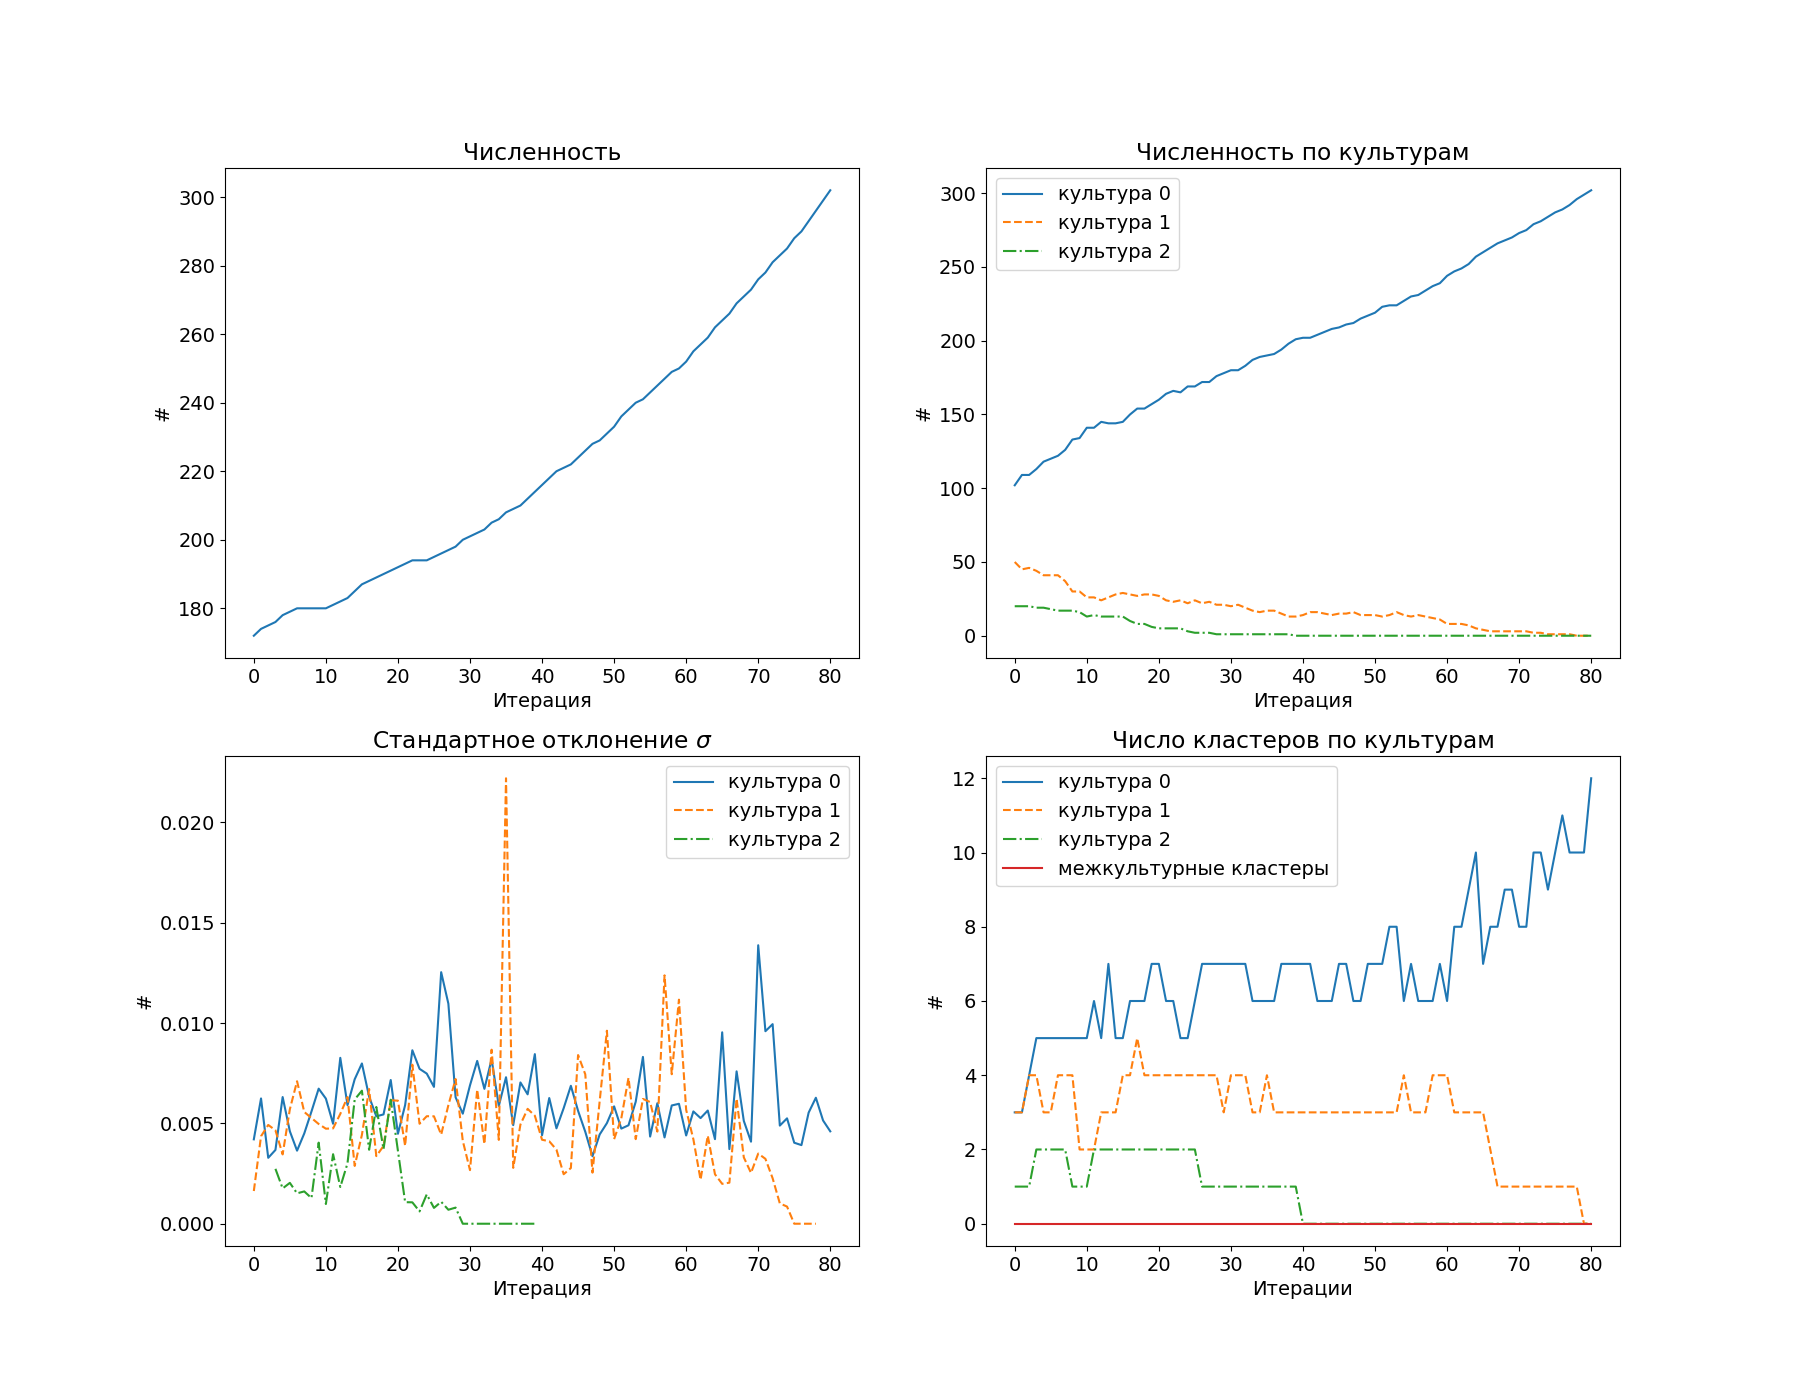 Численность
300
280
260
240
220
200
180
#
0 10 20 30 40 50 60 70 80
Итерация
Численность по культурам
культура 0
культура 1
культура 2
300
250
200
150
100
50
0
#
0 10 20 30 40 50 60 70 80
Итерация
Стандартное отклонение σ
культура 0
культура 1
культура 2
0.020
0.015
0.010
0.005
0.000
#
0 10 20 30 40 50 60 70 80
Итерация
Число кластеров по культурам
культура 0
культура 1
культура 2
межкультурные кластеры
12
10
8
6
4
2
0
#
0 10 20 30 40 50 60 70 80
Итерации